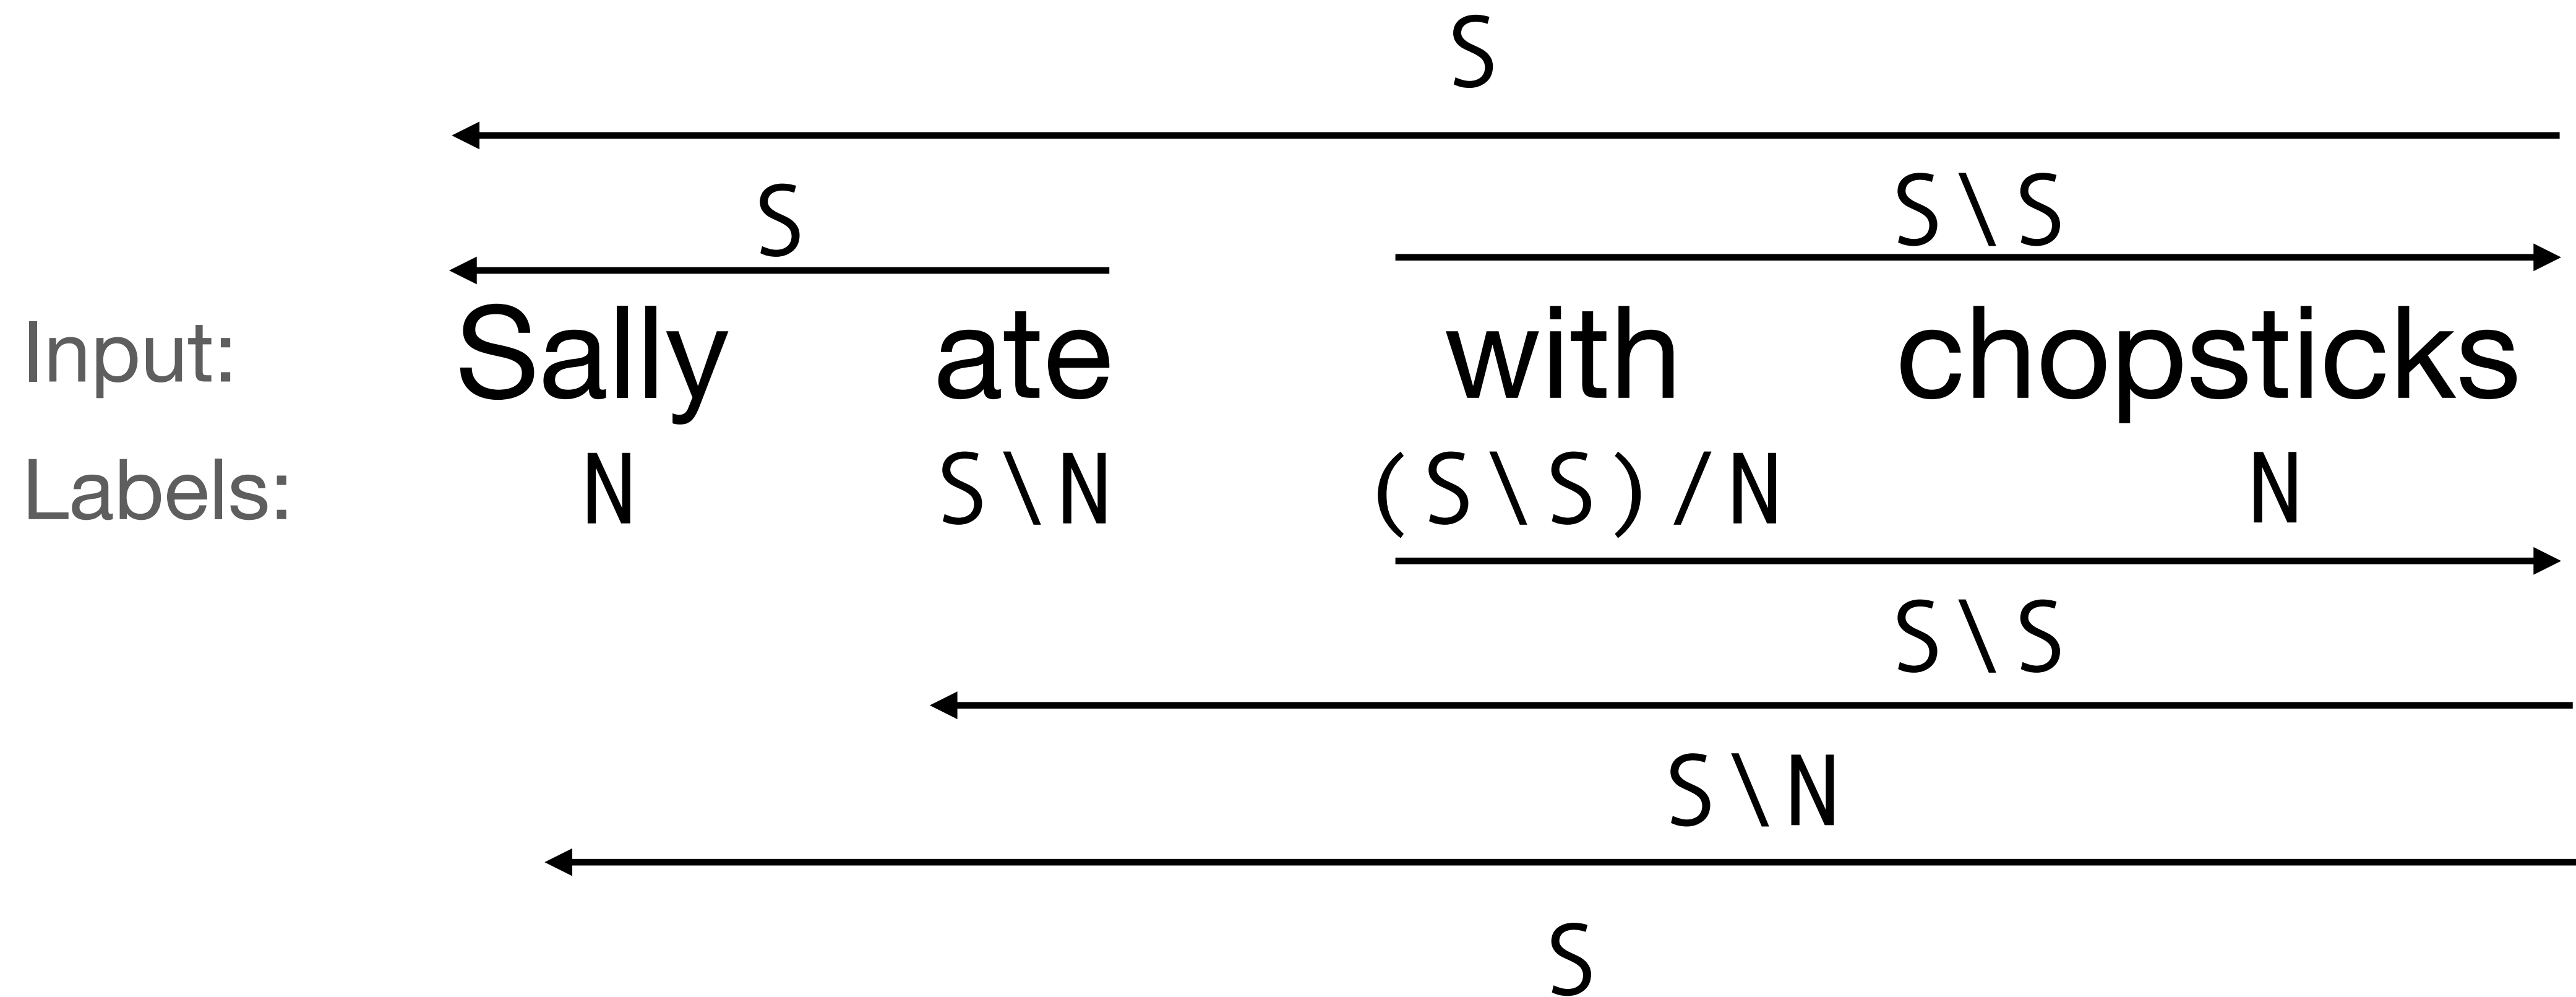 S
S S\S
Input: Sally ate with chopsticks
Labels: N S\N (S\S)/N N
S\S
S\N
S